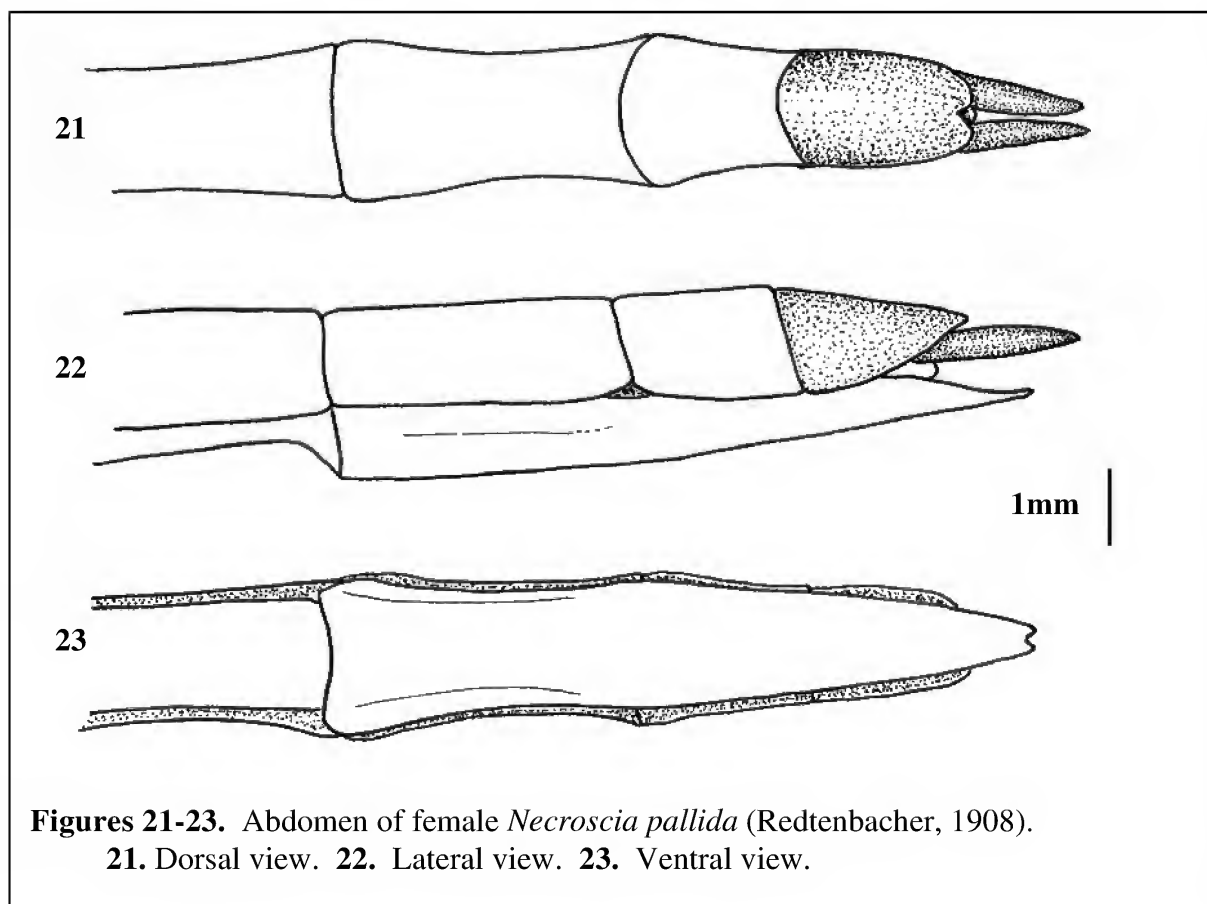 21
22
1mm
23
Figures 21-23. Abdomen of female Necroscia pallida (Redtenbacher, 1908).
21. Dorsal view. 22. Lateral view. 23. Ventral view.